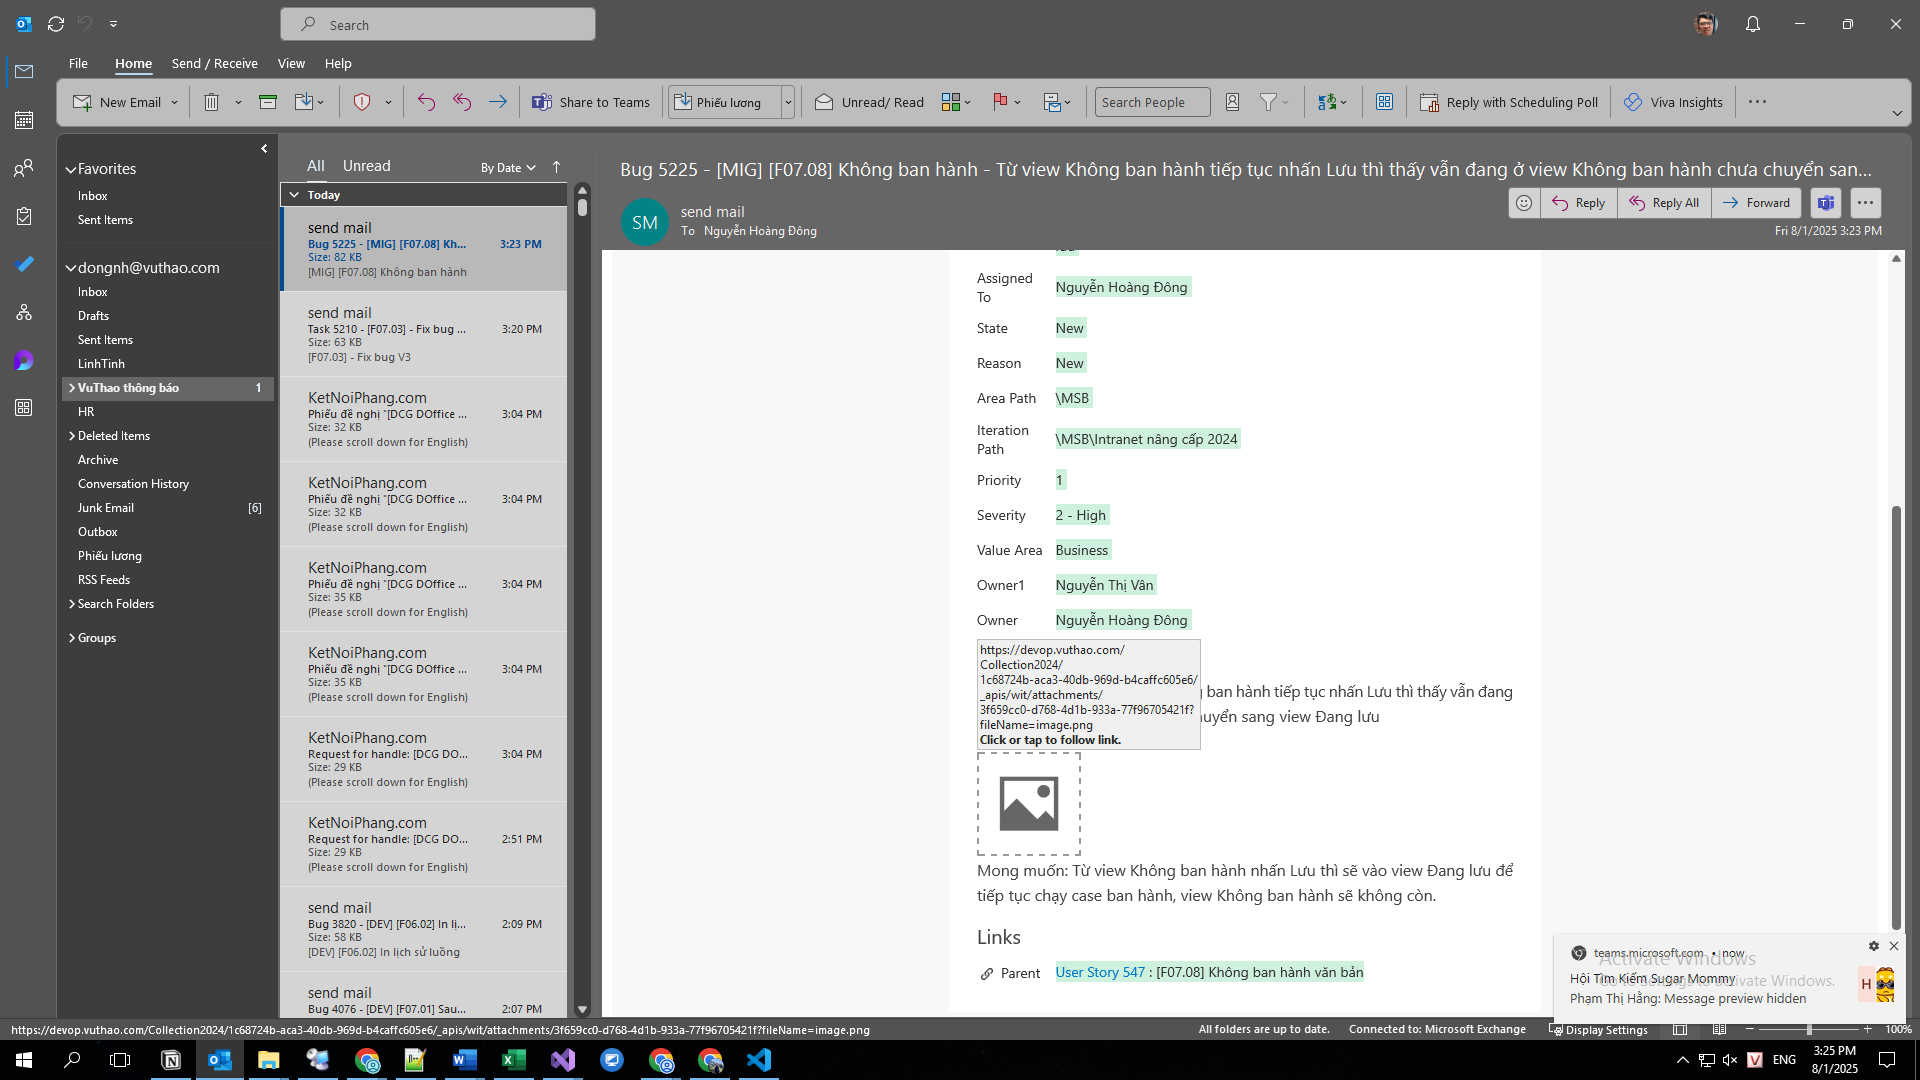 Search
File
Home
Send / Receive
View
Help
New Email
Share to Teams
Phiếu lương
Unread/ Read
Search People
Reply with Scheduling Poll
Viva Insights
Favorites
Inbox
Sent Items
dongnh@vuthao.com
Inbox
Drafts
Sent Items
LinhTinh
VuThao thông báo 1
HR
Deleted Items
Archive
Conversation History
Junk Email [6]
Outbox
Phiếu lương
RSS Feeds
Search Folders
Groups
All Unread By Date
Today
send mail
Bug 5225 - [MIG] [F07.08] Kh... 3:23 PM
Size: 82 KB
[MIG] [F07.08] Không ban hành
send mail
Task 5210 - [F07.03] - Fix bug ... 3:20 PM
Size: 63 KB
[F07.03] - Fix bug V3
KetNoiPhang.com
Phiếu đề nghị "[DCG DOffice ... 3:04 PM
Size: 32 KB
(Please scroll down for English)
KetNoiPhang.com
Phiếu đề nghị "[DCG DOffice ... 3:04 PM
Size: 32 KB
(Please scroll down for English)
KetNoiPhang.com
Phiếu đề nghị "[DCG DOffice ... 3:04 PM
Size: 35 KB
(Please scroll down for English)
KetNoiPhang.com
Phiếu đề nghị "[DCG DOffice ... 3:04 PM
Size: 35 KB
(Please scroll down for English)
KetNoiPhang.com
Request for handle: [DCG DO... 3:04 PM
Size: 29 KB
(Please scroll down for English)
KetNoiPhang.com
Request for handle: [DCG DO... 2:51 PM
Size: 29 KB
(Please scroll down for English)
send mail
Bug 3820 - [DEV] [F06.02] In lị... 2:09 PM
Size: 58 KB
[DEV] [F06.02] In lịch sử luồng
send mail
Bug 4076 - [DEV] [F07.01] Sau... 2:07 PM
Bug 5225 - [MIG] [F07.08] Không ban hành - Từ view Không ban hành tiếp tục nhấn Lưu thì thấy vẫn đang ở view Không ban hành chưa chuyển san...
SM
send mail
To Nguyễn Hoàng Đông
Reply
Reply All
Forward
Fri 8/1/2025 3:23 PM
Assigned To Nguyễn Hoàng Đông
State New
Reason New
Area Path \MSB
Iteration Path \MSB\Intranet nâng cấp 2024
Priority 1
Severity 2 - High
Value Area Business
Owner1 Nguyễn Thị Vân
Owner Nguyễn Hoàng Đông
https://devop.vuthao.com/
Collection2024/
1c68724b-aca3-40db-969d-b4caffc605e6/
_apis/wit/attachments/
3f659cc0-d768-4d1b-933a-77f96705421f?
fileName=image.png
Click or tap to follow link.
ban hành tiếp tục nhấn Lưu thì thấy vẫn đang
sang view Đang lưu
Mong muốn: Từ view Không ban hành nhấn Lưu thì sẽ vào view Đang lưu để
tiếp tục chạy case ban hành, view Không ban hành sẽ không còn.
Links
Parent User Story 547 : [F07.08] Không ban hành văn bản
teams.microsoft.com • now
Activate Windows
Hội Tìm Kiếm Sugar Mommy
Go to Settings to activate Windows.
Phạm Thị Hằng: Message preview hidden
H
https://devop.vuthao.com/Collection2024/1c68724b-aca3-40db-969d-b4caffc605e6/_apis/wit/attachments/3f659cc0-d768-4d1b-933a-77f96705421f?fileName=image.png
All folders are up to date.
Connected to: Microsoft Exchange
Display Settings
100%
ENG
3:25 PM
8/1/2025